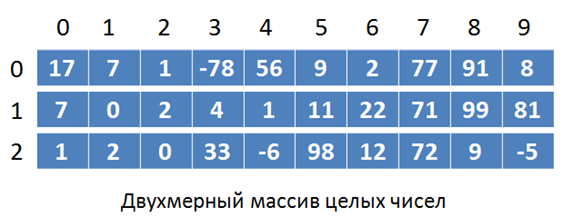 0 1 2 3 4 5 6 7 8 9
0 17 7 1 -78 56 9 2 77 91 8
1 7 0 2 4 1 11 22 71 99 81
2 1 2 0 33 -6 98 12 72 9 -5
Двухмерный массив целых чисел